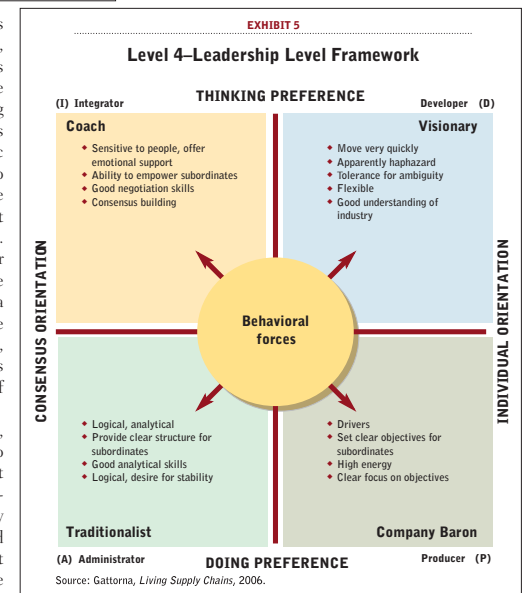 EXHIBIT 5
Level 4–Leadership Level Framework
THINKING PREFERENCE
(I) Integrator
Developer (D)
Coach
◆ Sensitive to people, offer
emotional support
◆ Ability to empower subordinates
◆ Good negotiation skills
◆ Consensus building
Visionary
◆ Move very quickly
◆ Apparently haphazard
◆ Tolerance for ambiguity
◆ Flexible
◆ Good understanding of
industry
CONSENSUS ORIENTATION
Behavioral
forces
INDIVIDUAL ORIENTATION
◆ Logical, analytical
◆ Provide clear structure for
subordinates
◆ Good analytical skills
◆ Logical, desire for stability
Traditionalist
◆ Drivers
◆ Set clear objectives for
subordinates
◆ High energy
◆ Clear focus on objectives
Company Baron
(A) Administrator
DOING PREFERENCE
Producer (P)
Source: Gattorna, Living Supply Chains, 2006.